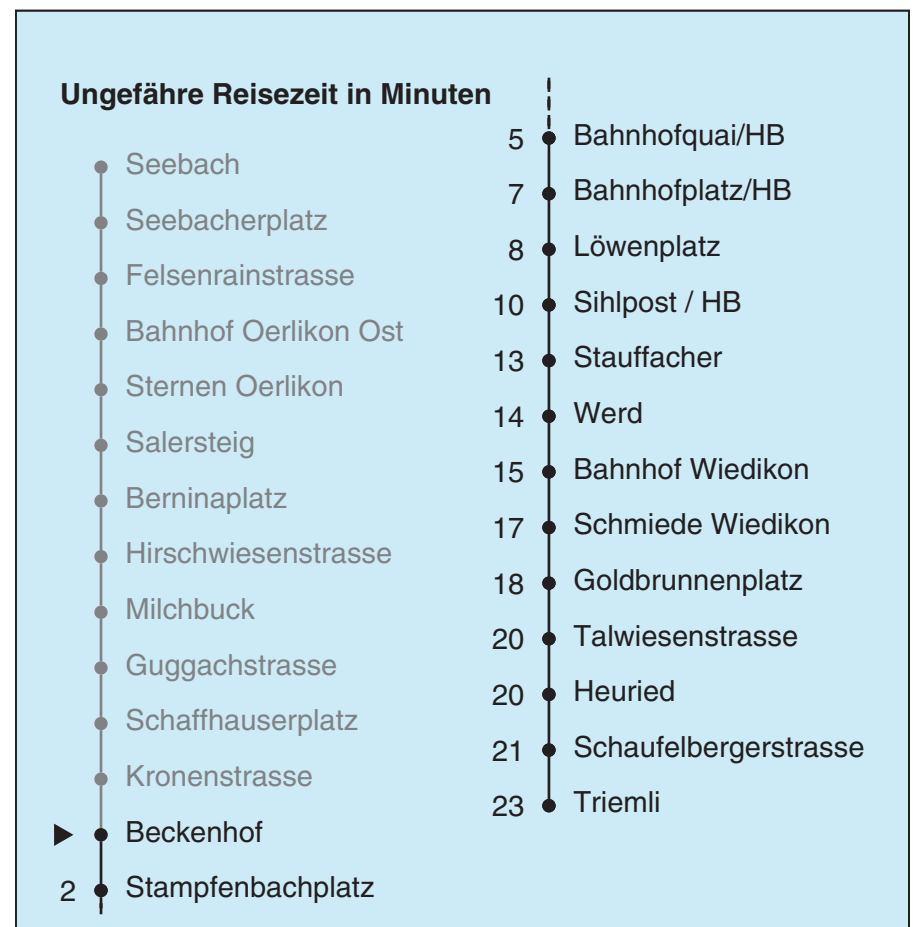 Ungefähre Reisezeit in Minuten
Seebach
Seebacherplatz
Felsenrainstrasse
Bahnhof Oerlikon Ost
Sternen Oerlikon
Salersteig
Berninaplatz
Hirschwiesenstrasse
Milchbuck
Guggachstrasse
Schaffhauserplatz
Kronenstrasse
Beckenhof
2 Stampfenbachplatz
5 Bahnhofquai/HB
7 Bahnhofplatz/HB
8 Löwenplatz
10 Sihlpost / HB
13 Stauffacher
14 Werd
15 Bahnhof Wiedikon
17 Schmiede Wiedikon
18 Goldbrunnenplatz
20 Talwiesenstrasse
20 Heuried
21 Schaufelbergerstrasse
23 Triemli